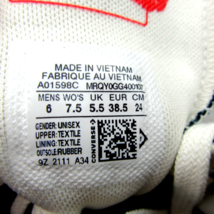 MADE IN VIETNAM
FABRIQUE AU VIETNAM
A01598C MRQY0GG400102
MENS WO'S UK EUR CM
6 7.5 5.5 38.5 24
GENDER: UNISEX
UPPER: TEXTILE
LINING: TEXTILE
OUTSOLE: RUBBER
9Z 2111 A34
CONVERSE